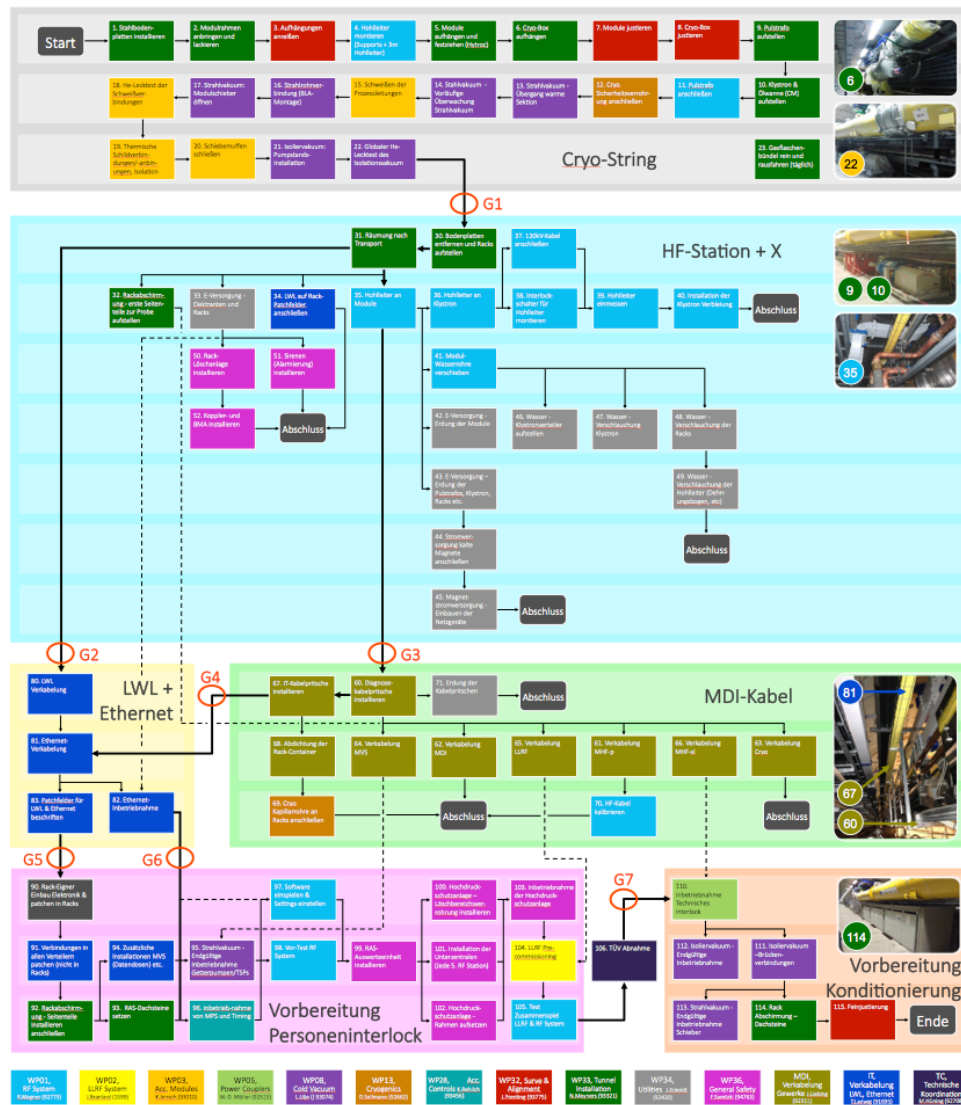 Start
1. Stahlboden-
platten installieren
2. Modulrahmen
anbringen und
lackieren
3. Aufhängungen
anreißen
4. Hohlleiter
montieren
(Supports + 3m
Hohlleiter)
5. Module
aufhängen und
festziehen (Hytroc)
6. Cryo-Box
aufhängen
7. Module justieren
8. Cryo-Box
justieren
9. Pulstrafo
aufstellen
18. He-Lecktest der
Schweißver-
bindungen
17. Strahlvakuum:
Modulschieber
öffnen
16. Strahlrohrver-
bindung (BLA-
Montage)
15. Schweißen der
Prozessleitungen
14. Stahlvakuum -
Vorläufige
Überwachung
Strahlvakuum
13. Strahlvakuum -
Übergang warme
Sektion
12. Cryo
Sicherheitsverroh-
rung anschließen
11. Pulstrafo
anschließen
10. Klystron &
Ölwanne (CM)
aufstellen
6
19. Thermische
Schildverbin-
dungen/-anbin-
dungen, Isolation
20. Schiebemuffen
schließen
21. Isoliervakuum:
Pumpstands-
installation
22. Globaler He-
Lecktest des
Isolationsvakuum
Cryo-String
23. Gasflaschen-
bündel rein und
rausfahren (täglich)
22
G1
31. Räumung nach
Transport
30. Bodenplatten
entfernen und Racks
aufstellen
37. 120kV-Kabel
anschließen
HF-Station + X
9
10
32. Rackabschirm-
ung - erste Seiten-
teile zur Probe
aufstellen
33. E-Versorgung -
Elektranten und
Racks
34. LWL auf Rack-
Patchfelder
anschließen
35. Hohlleiter an
Module
36. Hohlleiter an
Klystron
38. Interlock-
schalter für
Hohlleiter
montieren
39. Hohlleiter
einmessen
40. Installation der
Klystron Verbleiung
Abschluss
35
50. Rack-
Löschanlage
installieren
51. Sirenen
(Alarmierung)
installieren
41. Modul-
Wasserrohre
verschieben
52. Koppler- und
BMA installieren
Abschluss
42. E-Versorgung -
Erdung der Module
46. Wasser -
Klystronverteiler
aufstellen
47. Wasser -
Verschlauchung
Klystron
48. Wasser -
Verschlauchung der
Racks
43. E-Versorgung –
Erdung der
Pulstrafos, Klystron,
Racks etc.
49. Wasser -
Verschlauchung der
Hohlleiter (Dehn-
ungsbogen, etc)
44. Stromver-
sorgung kalte
Magnete
anschließen
Abschluss
45. Magnet-
stromversorgung -
Einbauen der
Netzgeräte
Abschluss
G2
G3
80. LWL
Verkabelung
LWL +
Ethernet
G4
67. IT-Kabelpritsche
Installieren
60. Diagnose-
kabelpritsche
installieren
71. Erdung der
Kabelpritschen
Abschluss
MDI-Kabel
81
81. Ethernet-
Verkabelung
68. Abdichtung der
Rack-Container
64. Verkabelung
MVS
62. Verkabelung
MDI
65. Verkabelung
LLRF
61. Verkabelung
MHF-p
66. Verkabelung
MHF-sl
63. Verkabelung
Cryo
67
83. Patchfelder für
LWL & Ethernet
beschriften
82. Ethernet-
Inbetriebnahme
69. Cryo
Kapillarrohre an
Racks anschließen
Abschluss
70. HF-Kabel
kalibrieren
Abschluss
60
G5
G6
G7
90. Rack-Eigner
Einbau Elektronik &
patchen in Racks
97. Software
einspielen &
Settings einstellen
100. Hochdruck-
schutzanlage –
Löschbereichsver-
rohrung installieren
103. Inbetriebnahme
der Hochdruck-
schutzanlage
110.
Inbetriebnahme
Technisches
Interlock
114
91. Verbindungen in
allen Verteilern
patchen (nicht in
Racks)
94. Zusätzliche
Installationen MVS
(Datendosen) etc.
95. Strahlvakuum -
Endgültige
Inbetriebnahme
Getterpumpen/TSPs
98. Vor-Test RF
System
99. RAS-
Auswerteeinheit
Installieren
101. Installation der
Unterzentralen
(Jede 5. RF Station)
104. LLRF Pre-
commissioning
106. TÜV Abnahme
112. Isoliervakuum -
Endgültige
Inbetriebnahme
111. Isoliervakuum
-Brücken-
verbindungen
92. Rackabschirm-
ung - Seitenteile
installieren
anschließen
93. RAS-Dachsteine
setzen
96. Inbetrieb-nahme
von MPS und Timing
Vorbereitung
Personeninterlock
102. Hochdruck-
schutzanlage -
Rahmen aufsetzen
105. Test
Zusammenspiel
LLRF & RF System
Vorbereitung
Konditionierung
113. Strahlvakuum -
Endgültige
Inbetriebnahme
Schieber
114. Rack
Abschirmung –
Dachsteine
115. Feinjustierung
Ende
WP01,
RF System
WP02,
LLRF System
WP03,
Acc. Modules
WP05,
Power Couplers
WP08,
Cold Vacuum
WP13,
Cryogenics
WP28, Acc.
Controls
WP32, Surve &
Alignment
WP33, Tunnel
Installation
WP34,
Utilities
WP36,
General Safety
MDI,
Verkabelung
Gewerke
IT,
Verkabelung
LWL, Ethernet
TC,
Technische
Koordination